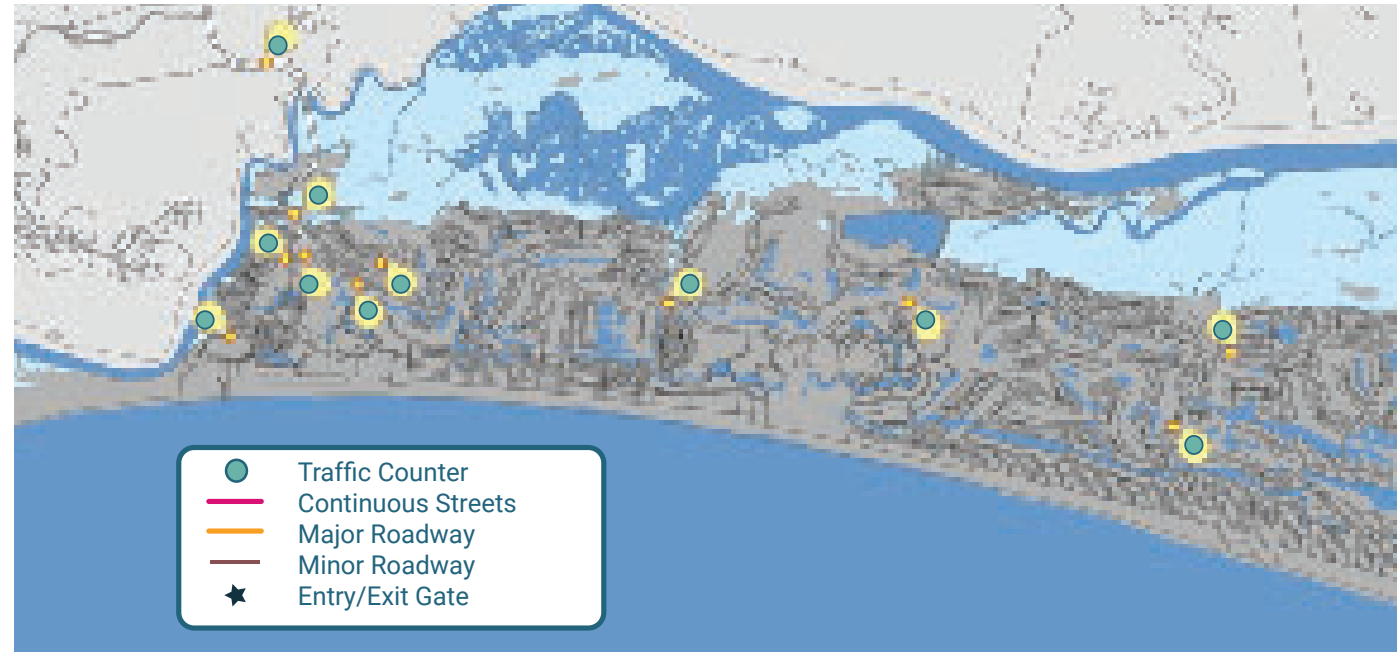 Traffic Counter
Continuous Streets
Major Roadway
Minor Roadway
Entry/Exit Gate